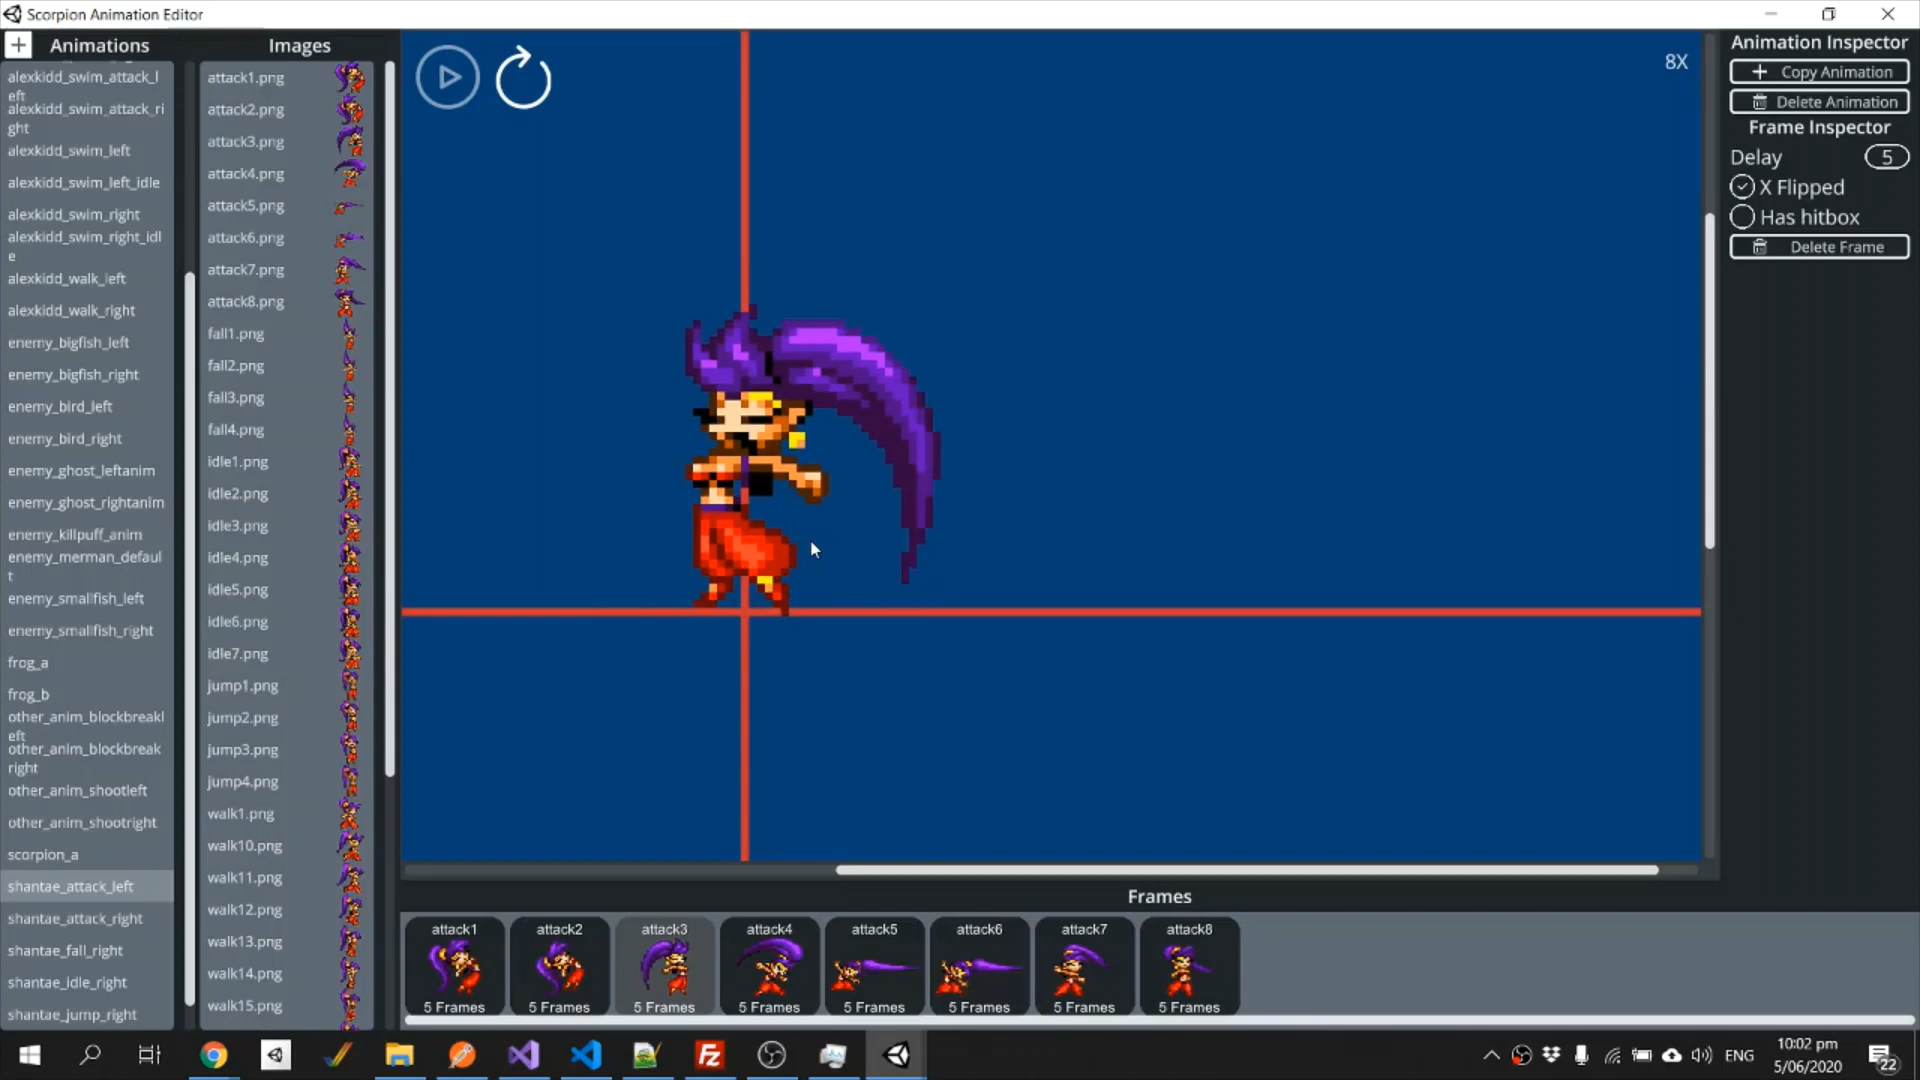 Scorpion Animation Editor
Animations
alexkidd_swim_attack_l
eft
alexkidd_swim_attack_ri
ght
alexkidd_swim_left
alexkidd_swim_left_idle
alexkidd_swim_right
alexkidd_swim_right_idl
e
alexkidd_walk_left
alexkidd_walk_right
enemy_bigfish_left
enemy_bigfish_right
enemy_bird_left
enemy_bird_right
enemy_ghost_leftanim
enemy_ghost_rightanim
enemy_killpuff_anim
enemy_merman_defaul
t
enemy_smallfish_left
enemy_smallfish_right
frog_a
frog_b
other_anim_blockbreakl
eft
other_anim_blockbreak
right
other_anim_shootleft
other_anim_shootright
scorpion_a
shantae_attack_left
shantae_attack_right
shantae_fall_right
shantae_idle_right
shantae_jump_right
Images
attack1.png
attack2.png
attack3.png
attack4.png
attack5.png
attack6.png
attack7.png
attack8.png
fall1.png
fall2.png
fall3.png
fall4.png
idle1.png
idle2.png
idle3.png
idle4.png
idle5.png
idle6.png
idle7.png
jump1.png
jump2.png
jump3.png
jump4.png
walk1.png
walk10.png
walk11.png
walk12.png
walk13.png
walk14.png
walk15.png
8X
Animation Inspector
Copy Animation
Delete Animation
Frame Inspector
Delay 5
X Flipped
Has hitbox
Delete Frame
Frames
attack1 attack2 attack3 attack4 attack5 attack6 attack7 attack8
5 Frames 5 Frames 5 Frames 5 Frames 5 Frames 5 Frames 5 Frames 5 Frames
Fz
ENG
10:02 pm
5/06/2020
22